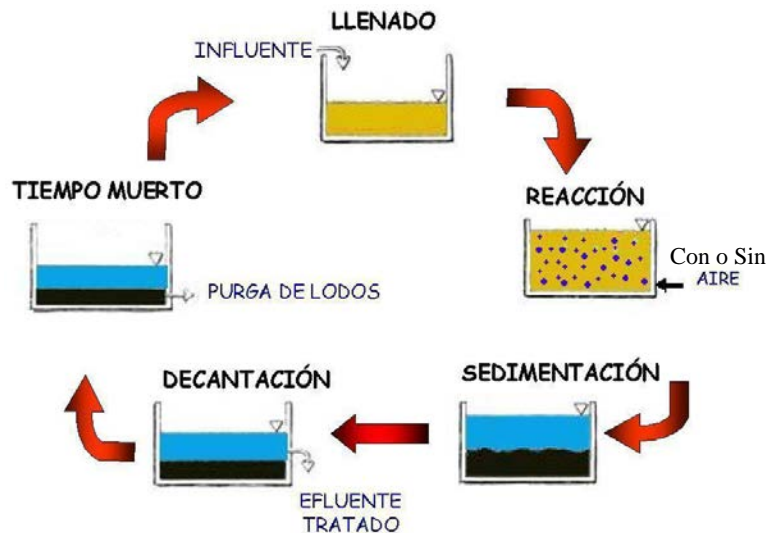 LLENADO
INFLUENTE
REACCIÓN
Con o Sin
AIRE
SEDIMENTACIÓN
DECANTACIÓN
EFLUENTE
TRATADO
TIEMPO MUERTO
PURGA DE LODOS